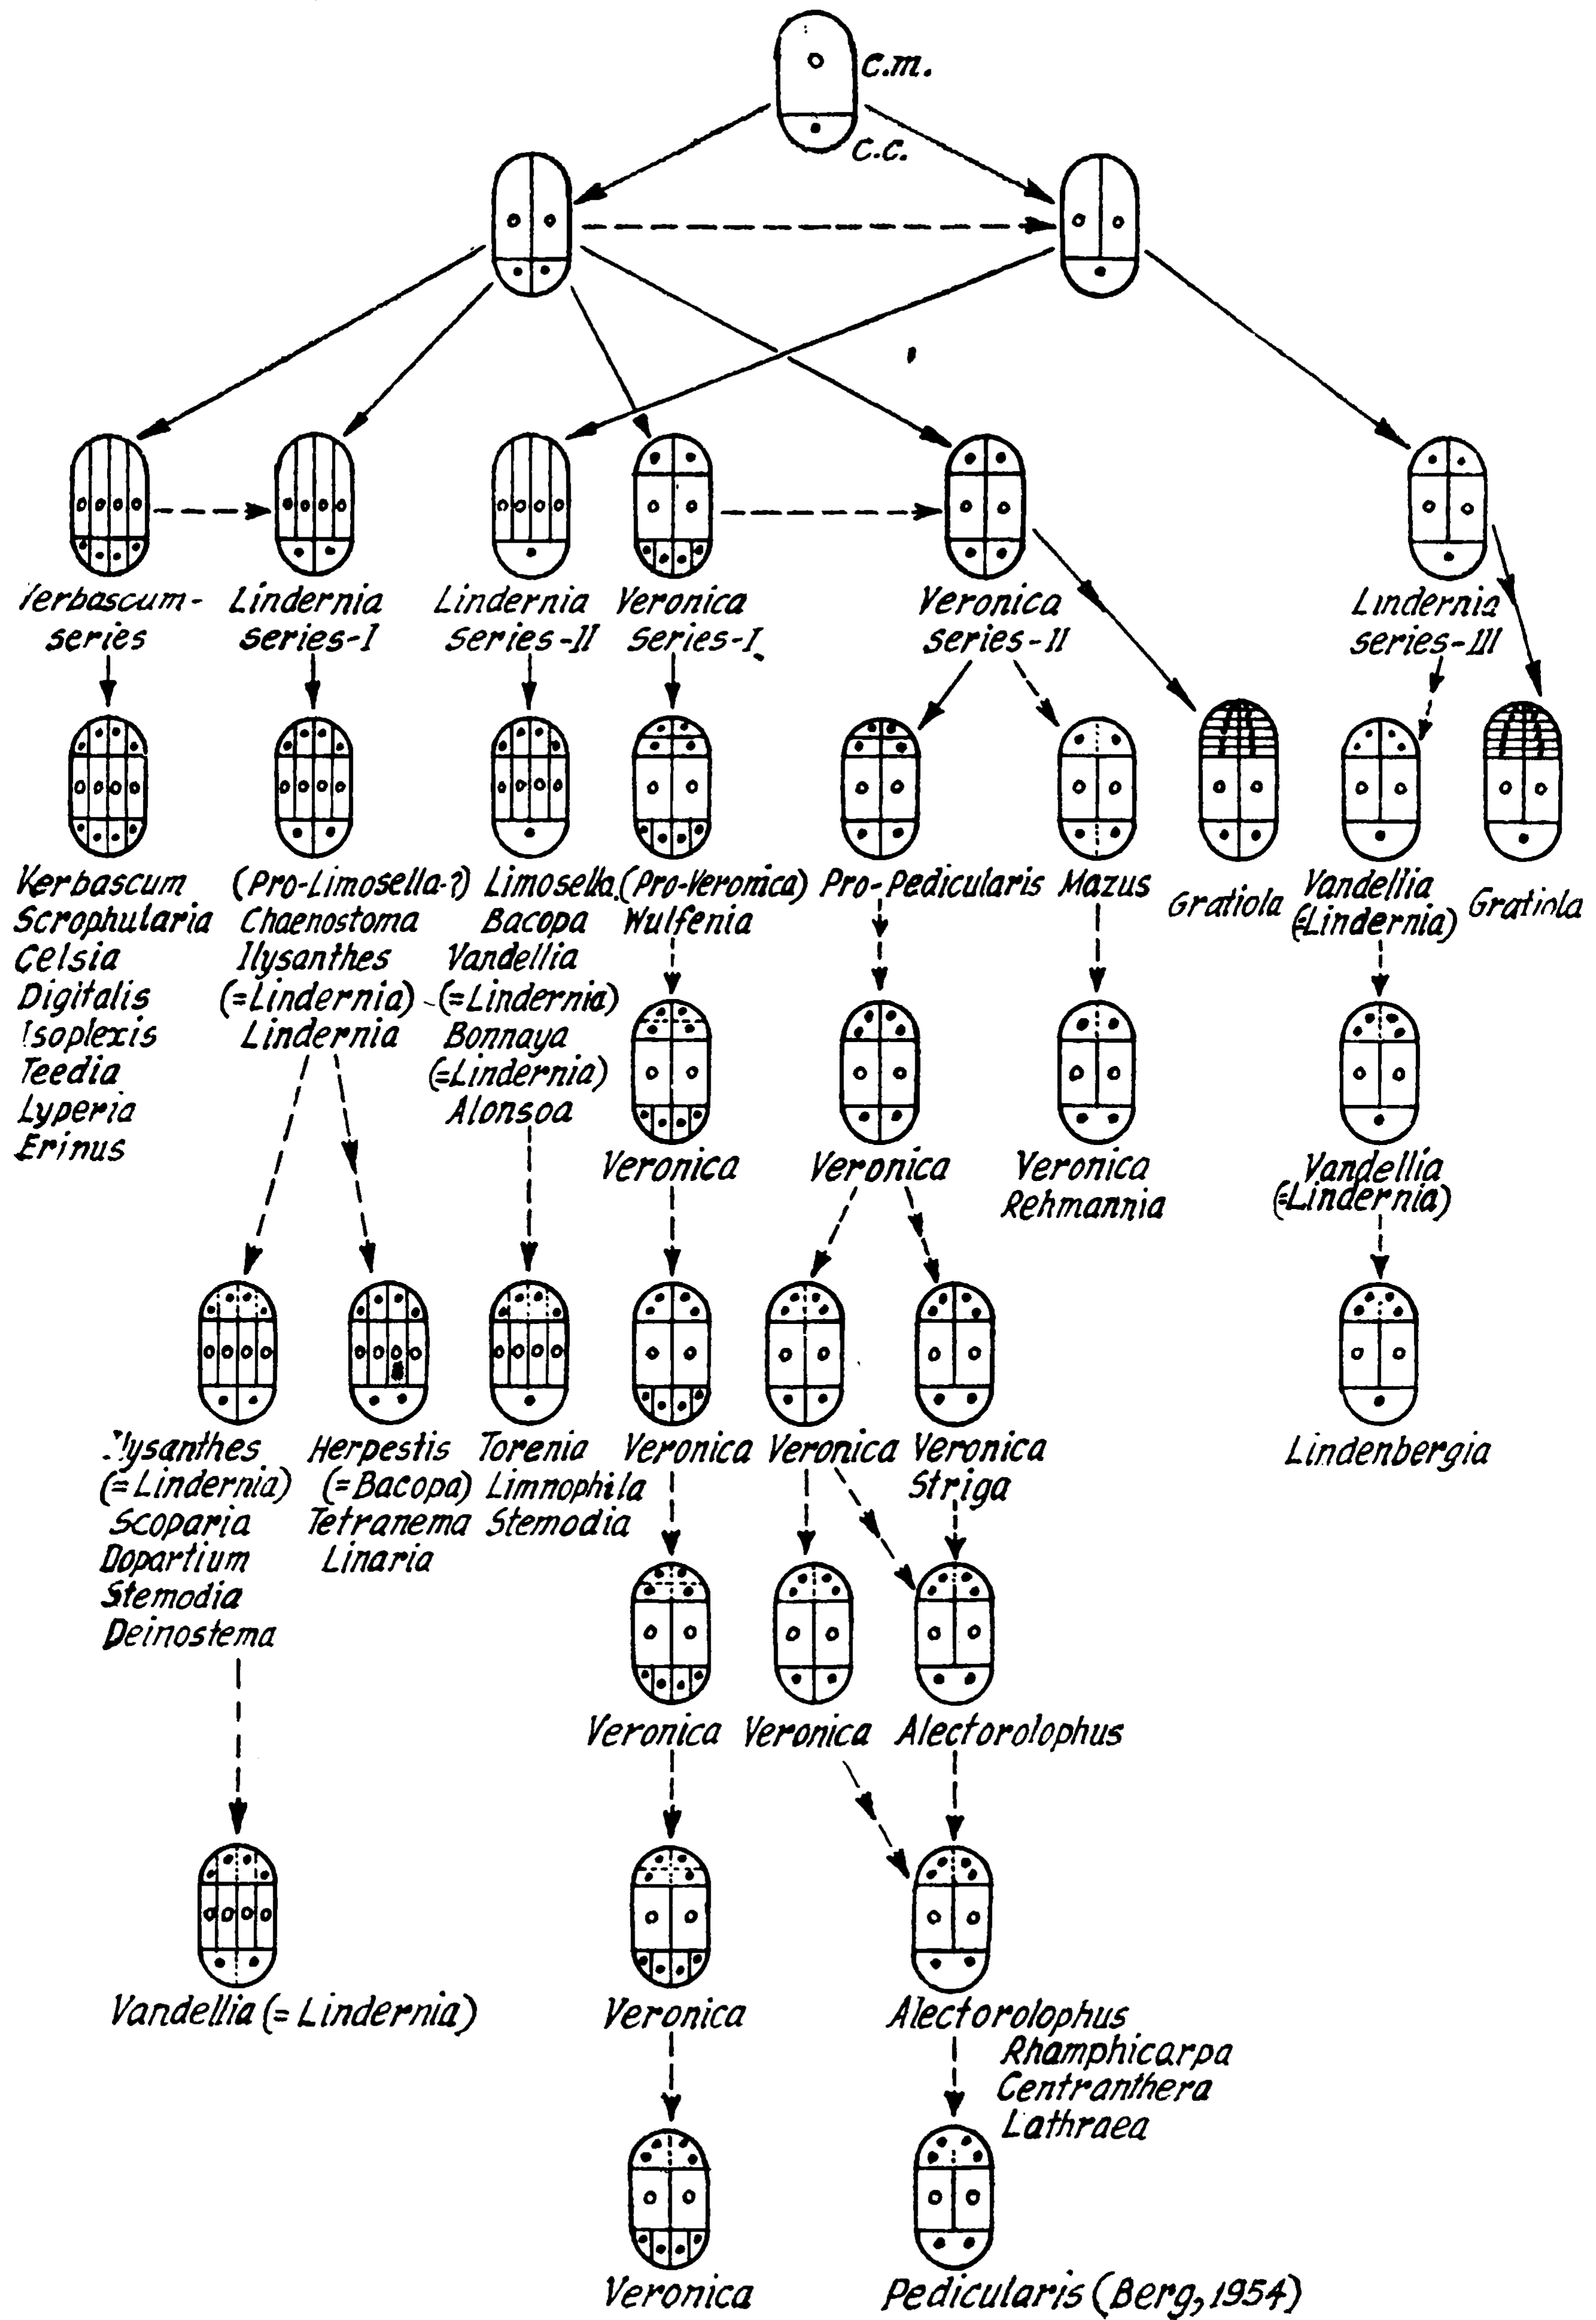 c.m.
c.c.
Verbascum-
series
Lindernia
series-I
Lindernia
series-II
Veronica
series-I
Veronica
series-II
Lindernia
series-III
Verbascum
Scrophularia
Celsia
Digitalis
Isoplexis
Teedia
Lyperia
Erinus
(Pro-Limosella-?)
Chaenostoma
Ilysanthes
(=Lindernia)
Lindernia
Limosella
Bacopa
Vandellia
(=Lindernia)
Bonnaya
(=Lindernia)
Alonsoa
(Pro-Veronica)
Wulfenia
Pro-Pedicularis
Mazus
Gratiola
Vandellia
(=Lindernia)
Gratiola
Veronica
Veronica
Veronica
Rehmannia
Vandellia
(=Lindernia)
Ilysanthes
(=Lindernia)
Scoparia
Dopartium
Stemodia
Deinostema
Herpestis
(=Bacopa)
Tetranema
Linaria
Torenia
Limnophila
Stemodia
Veronica
Veronica
Veronica
Striga
Lindenbergia
Veronica
Veronica
Alectorolophus
Vandellia (= Lindernia)
Veronica
Alectorolophus
Rhamphicarpa
Centranthera
Lathraea
Veronica
Pedicularis (Berg, 1954)